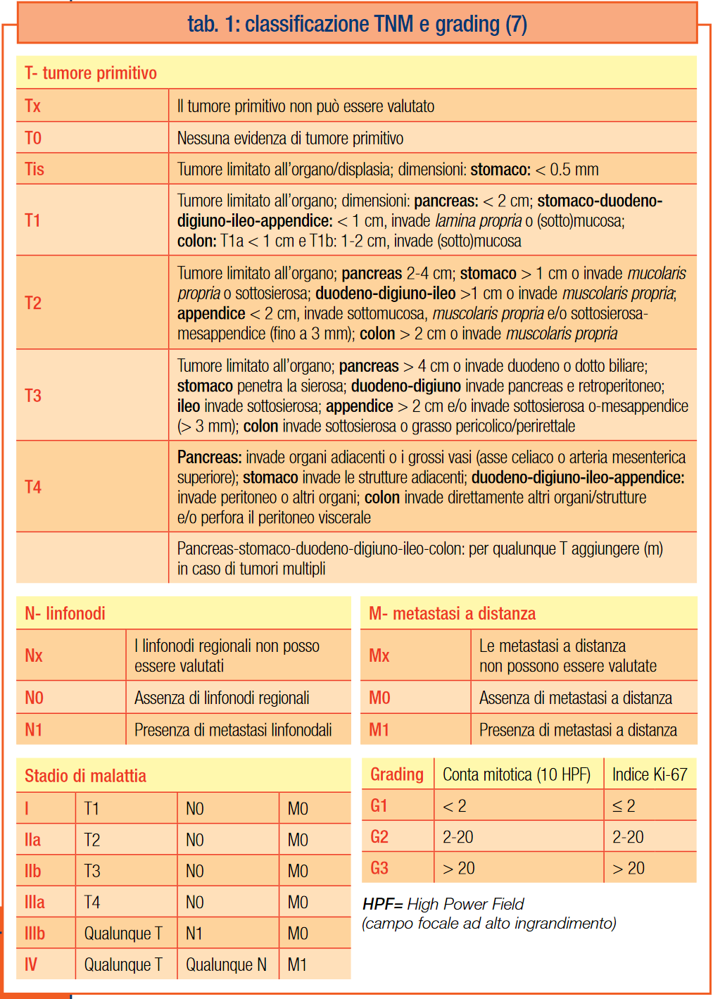 tab. 1: classificazione TNM e grading (7)
T- tumore primitivo
Tx Il tumore primitivo non può essere valutato
T0 Nessuna evidenza di tumore primitivo
Tis Tumore limitato all'organo/displasia; dimensioni: stomaco: < 0.5 mm
T1 Tumore limitato all'organo; dimensioni: pancreas: < 2 cm; stomaco-duodeno-
digiuno-ileo-appendice: < 1 cm, invade lamina propria o (sotto)mucosa;
colon: T1a < 1 cm e T1b: 1-2 cm, invade (sotto)mucosa
T2 Tumore limitato all'organo; pancreas 2-4 cm; stomaco > 1 cm o invade mucolaris
propria o sottosierosa; duodeno-digiuno-ileo >1 cm o invade muscolaris propria;
appendice < 2 cm, invade sottomucosa, muscolaris propria e/o sottosierosa-
mesappendice (fino a 3 mm); colon > 2 cm o invade muscolaris propria
T3 Tumore limitato all'organo; pancreas > 4 cm o invade duodeno o dotto biliare;
stomaco penetra la sierosa; duodeno-digiuno invade pancreas e retroperitoneo;
ileo invade sottosierosa; appendice > 2 cm e/o invade sottosierosa o-mesappendice
(> 3 mm); colon invade sottosierosa o grasso pericolico/perirettale
T4 Pancreas: invade organi adiacenti o i grossi vasi (asse celiaco o arteria mesenterica
superiore); stomaco invade le strutture adiacenti; duodeno-digiuno-ileo-appendice:
invade peritoneo o altri organi; colon invade direttamente altri organi/strutture
e/o perfora il peritoneo viscerale
Pancreas-stomaco-duodeno-digiuno-ileo-colon: per qualunque T aggiungere (m)
in caso di tumori multipli
N- linfonodi
Nx I linfonodi regionali non posso
essere valutati
N0 Assenza di linfonodi regionali
N1 Presenza di metastasi linfonodali
M- metastasi a distanza
Mx Le metastasi a distanza
non possono essere valutate
M0 Assenza di metastasi a distanza
M1 Presenza di metastasi a distanza
Stadio di malattia
I T1 N0 M0
IIa T2 N0 M0
IIb T3 N0 M0
IIIa T4 N0 M0
IIIb Qualunque T N1 M0
IV Qualunque T Qualunque N M1
Grading Conta mitotica (10 HPF) Indice Ki-67
G1 < 2 ≤ 2
G2 2-20 2-20
G3 > 20 > 20
HPF= High Power Field
(campo focale ad alto ingrandimento)